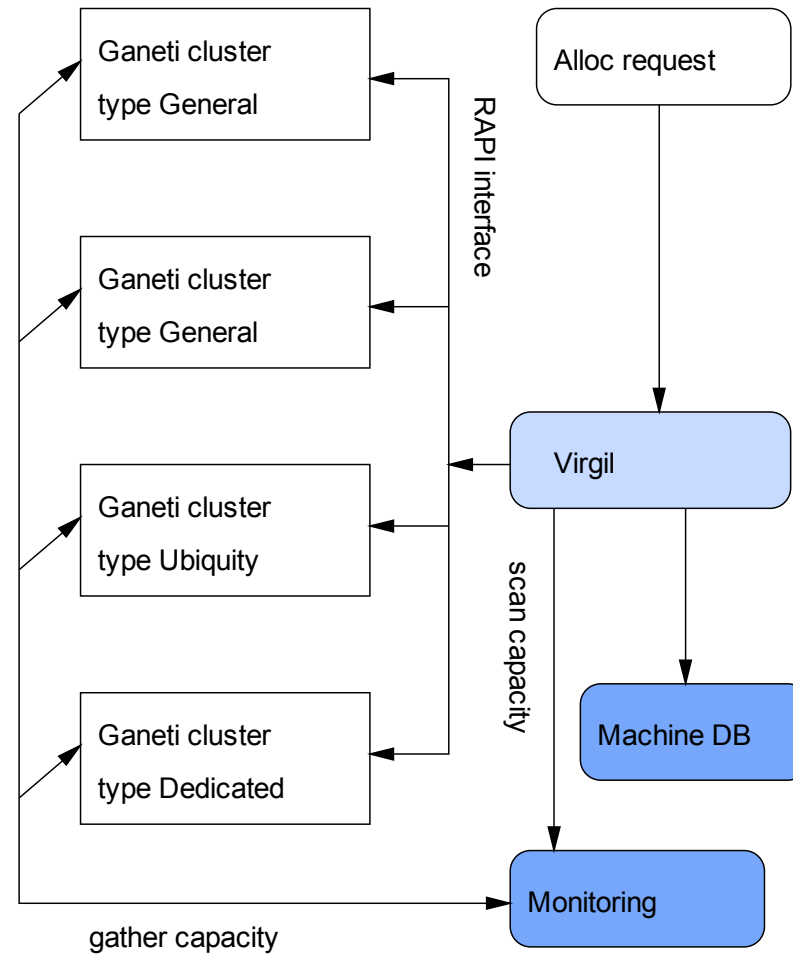 Ganeti cluster
type General
Alloc request
RAPI interface
Ganeti cluster
type General
Virgil
Ganeti cluster
type Ubiquity
scan capacity
Ganeti cluster
type Dedicated
Machine DB
Monitoring
gather capacity